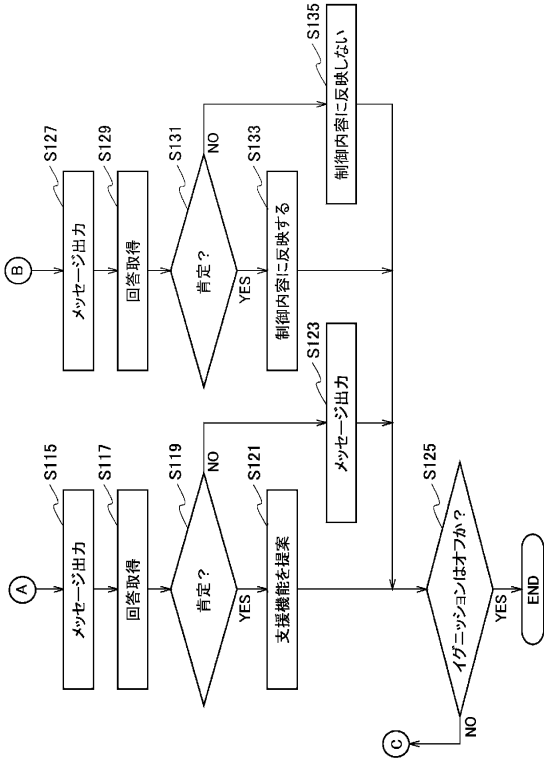 A
S115
メッセージ出力
S117
回答取得
S119
肯定？
NO
YES
S121
支援機能を提案
S123
メッセージ出力
B
S127
メッセージ出力
S129
回答取得
S131
肯定？
NO
YES
S133
制御内容に反映する
S135
制御内容に反映しない
S125
イグニッションはオフか？
NO
YES
C
END